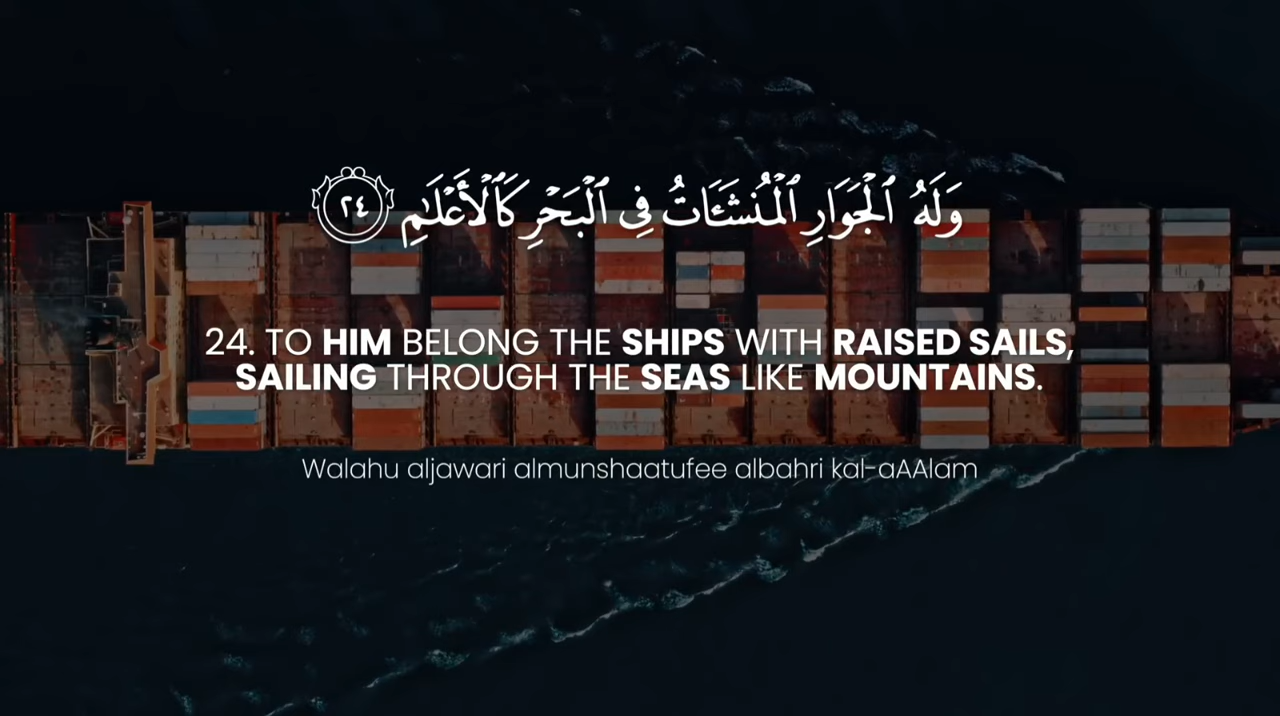 وَلَهُ ٱلْجَوَارِ ٱلْمُنشَـَٔاتُ فِى ٱلْبَحْرِ كَٱلْأَعْلَـٰمِ ٢٤
24. TO HIM BELONG THE SHIPS WITH RAISED SAILS,
SAILING THROUGH THE SEAS LIKE MOUNTAINS.
Walahu aljawari almunshaatufee albahri kal-aAAlam